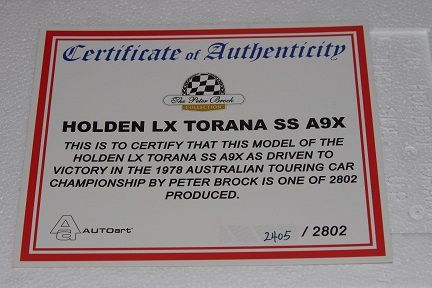 Certificate of Authenticity
The Peter Brock
COLLECTION
HOLDEN LX TORANA SS A9X
THIS IS TO CERTIFY THAT THIS MODEL OF THE
HOLDEN LX TORANA SS A9X AS DRIVEN TO
VICTORY IN THE 1978 AUSTRALIAN TOURING CAR
CHAMPIONSHIP BY PETER BROCK IS ONE OF 2802
PRODUCED.
AUTOart
2405 / 2802